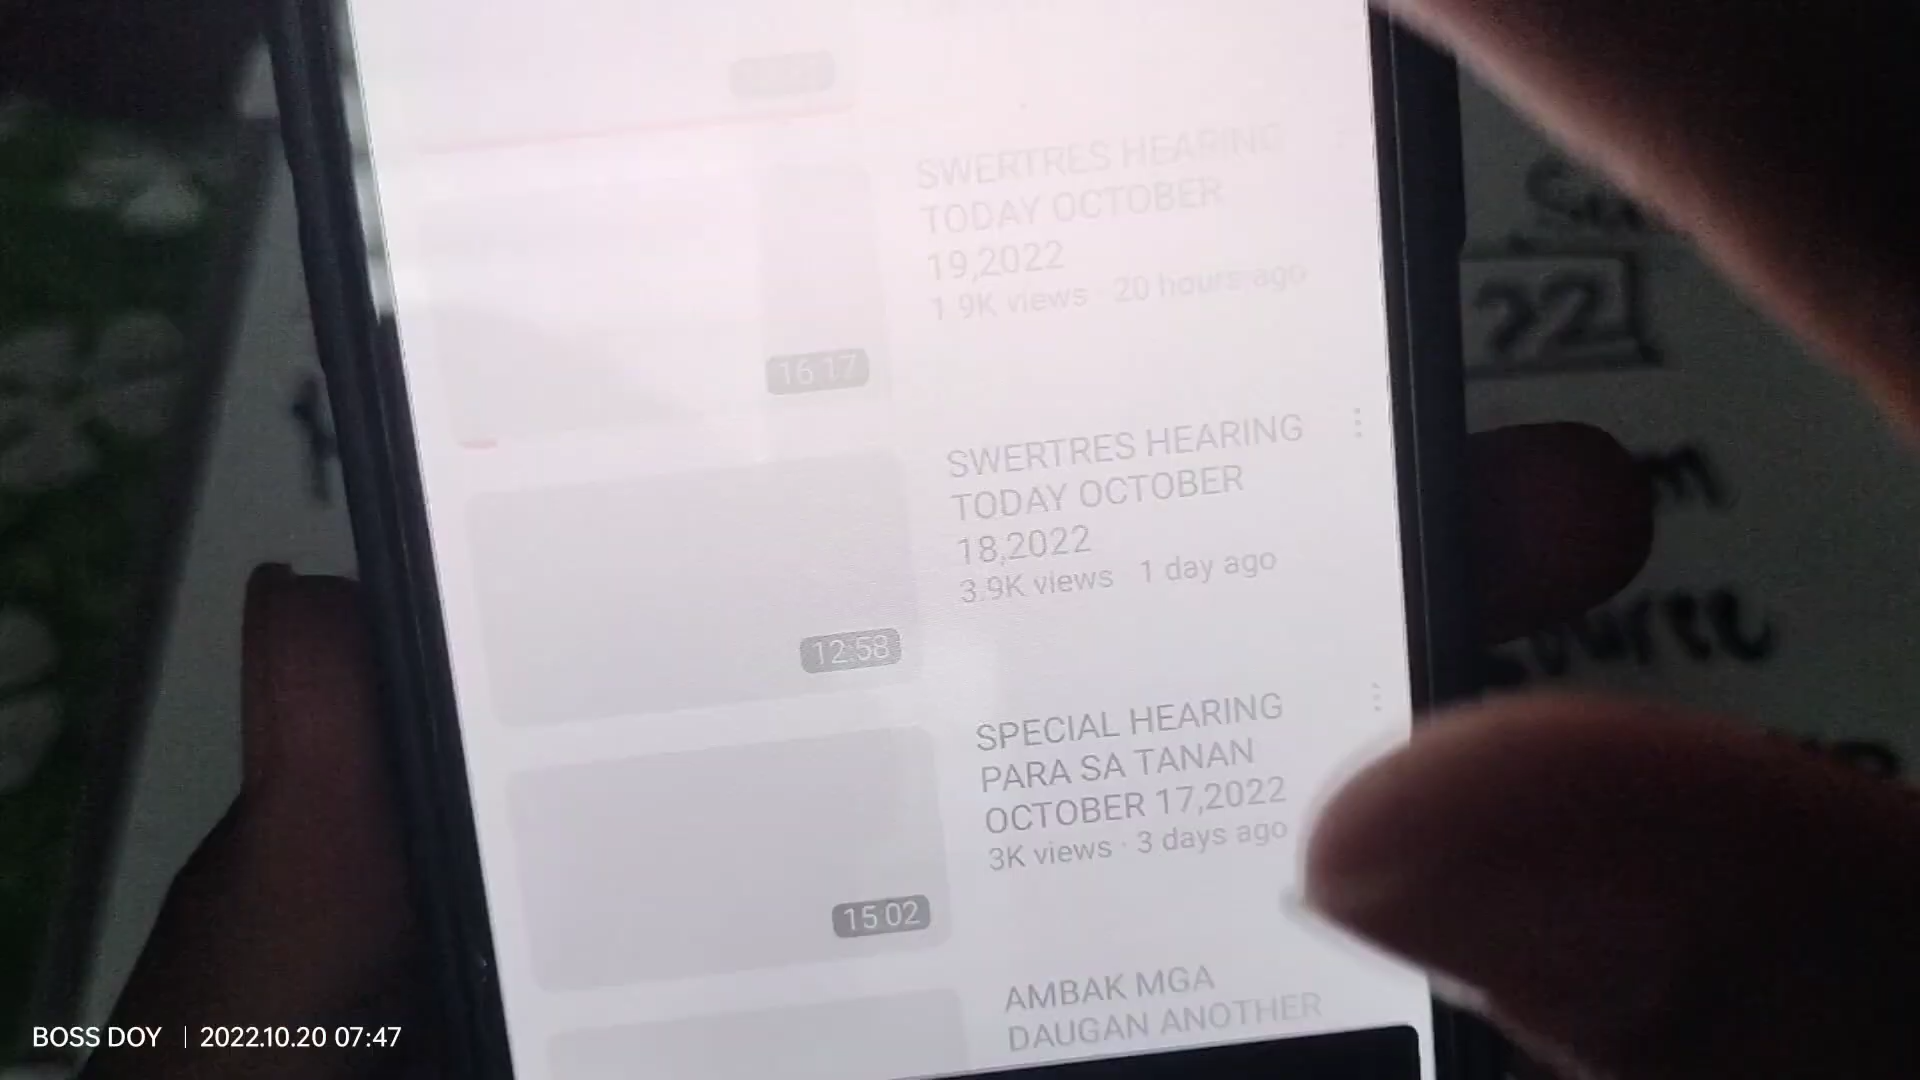 SWERTRES HEARING
TODAY OCTOBER
19,2022
1.9K views · 20 hours ago
16:17
SWERTRES HEARING
TODAY OCTOBER
18,2022
3.9K views · 1 day ago
12:58
SPECIAL HEARING
PARA SA TANAN
OCTOBER 17,2022
3K views · 3 days ago
15:02
AMBAK MGA
DAUGAN ANOTHER
22
BOSS DOY | 2022.10.20 07:47